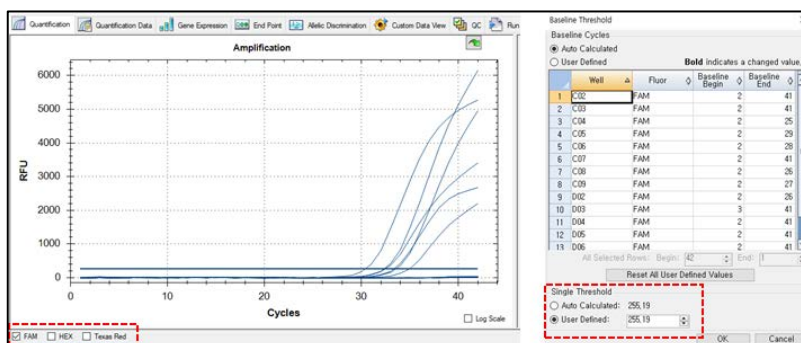 Quantification Quantification Data Gene Expression End Point Allelic Discrimination Custom Data View QC Run
Amplification
6000
5000
4000
3000
2000
1000
0
RFU
0 10 20 30 40
Cycles
Log Scale
FAM HEX Texas Red
Baseline Threshold
Baseline Cycles
Auto Calculated
User Defined Bold indicates a changed value,
Well Fluor Baseline Begin Baseline End
1 C02 FAM 2 41
2 C03 FAM 2 41
3 C04 FAM 2 25
4 C05 FAM 2 29
5 C06 FAM 2 28
6 C07 FAM 2 41
7 C08 FAM 2 26
8 C09 FAM 2 27
9 D02 FAM 2 26
10 D03 FAM 3 41
11 D04 FAM 2 41
12 D05 FAM 2 41
13 D06 FAM 2 41
All Selected Rows: Begin: 42 End: 1
Reset All User Defined Values
Single Threshold
Auto Calculated: 255,19
User Defined: 255,19
OK Cancel